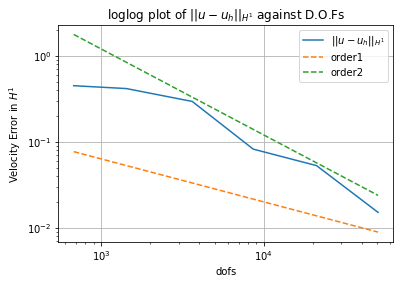 loglog plot of ||u − u_h||_{H^1} against D.O.Fs
||u − u_h||_{H^1}
order1
order2
Velocity Error in H^1
10^0
10^{−1}
10^{−2}
10^3
10^4
dofs